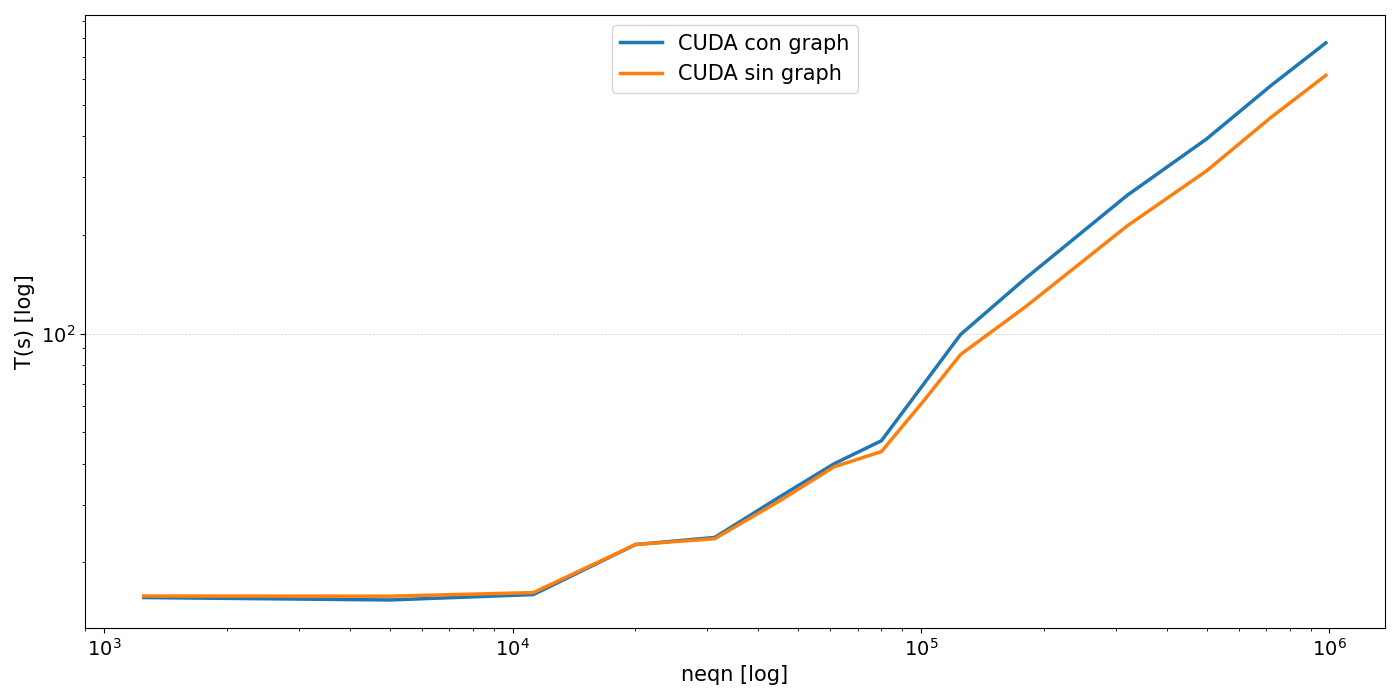 CUDA con graph
CUDA sin graph
T(s) [log]
10²
10³
10⁴
10⁵
10⁶
neqn [log]